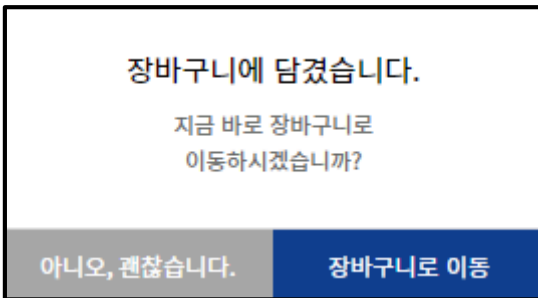 장바구니에 담겼습니다.
지금 바로 장바구니로
이동하시겠습니까?
아니오, 괜찮습니다.
장바구니로 이동